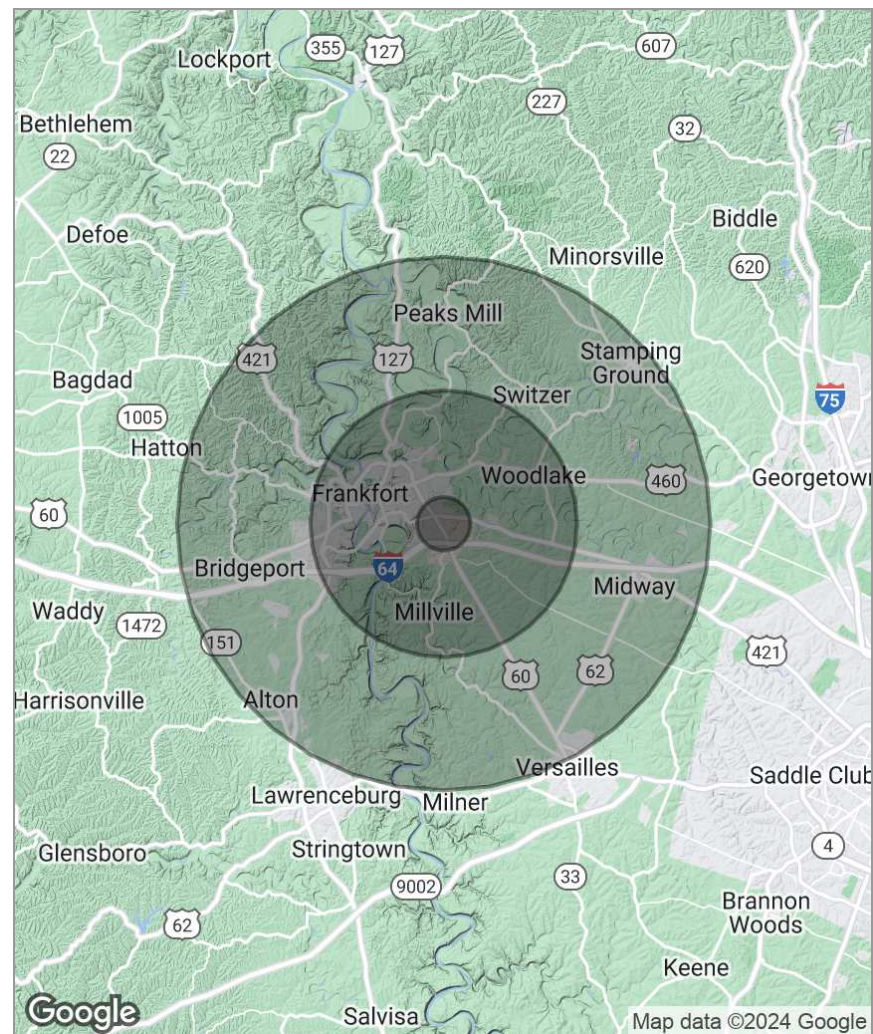 Lockport
355
127
607
227
Bethlehem
32
22
Biddle
Defoe
Minorsville
620
Peaks Mill
421
127
Stamping
Ground
Bagdad
75
Switzer
1005
Hatton
Woodlake
460
Georgetown
Frankfort
60
64
Bridgeport
Midway
Waddy
Millville
1472
151
421
60
62
Harrisonville
Alton
Versailles
Saddle Club
Lawrenceburg
Milner
Glensboro
Stringtown
4
9002
33
62
Brannon
Woods
Keene
Google
Salvisa
Map data ©2024 Google